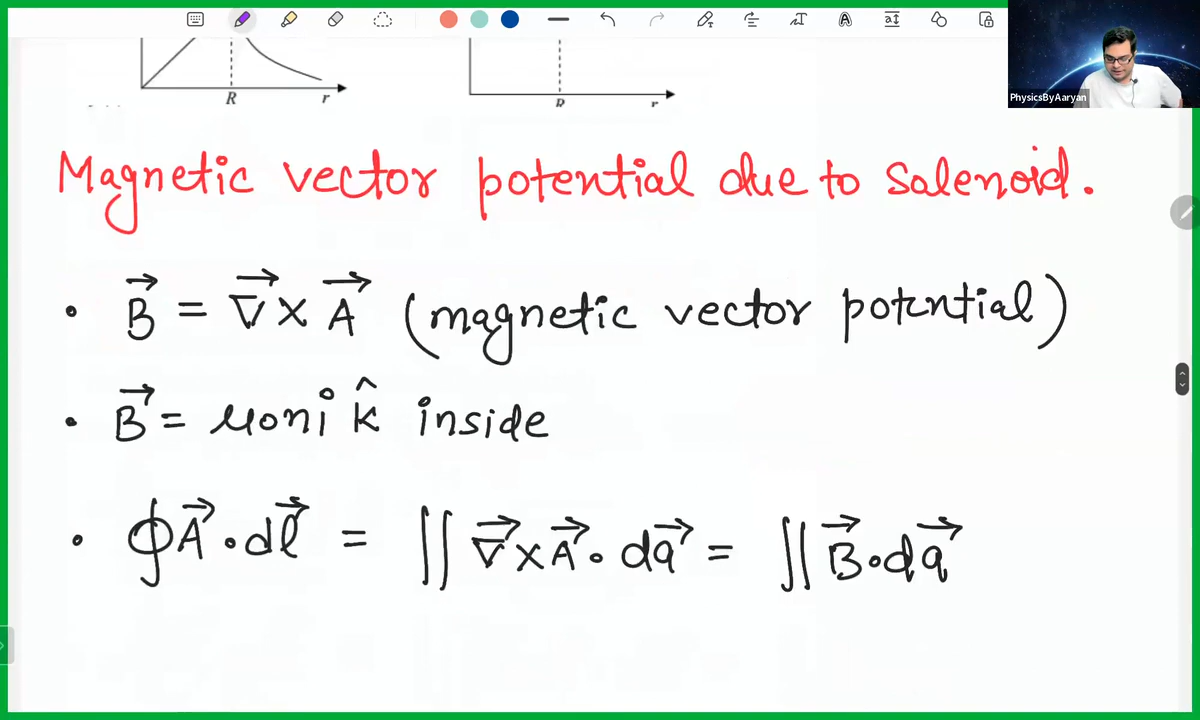 PhysicsByAaryan
R r
r
Magnetic vector potential due to Solenoid.
• B⃗ = ∇⃗ × A⃗ (magnetic vector potential)
• B⃗ = μ0ni k̂ inside
• ∮A⃗ • dl⃗ = ∬ ∇⃗ × A⃗ • da⃗ = ∬ B⃗ • da⃗